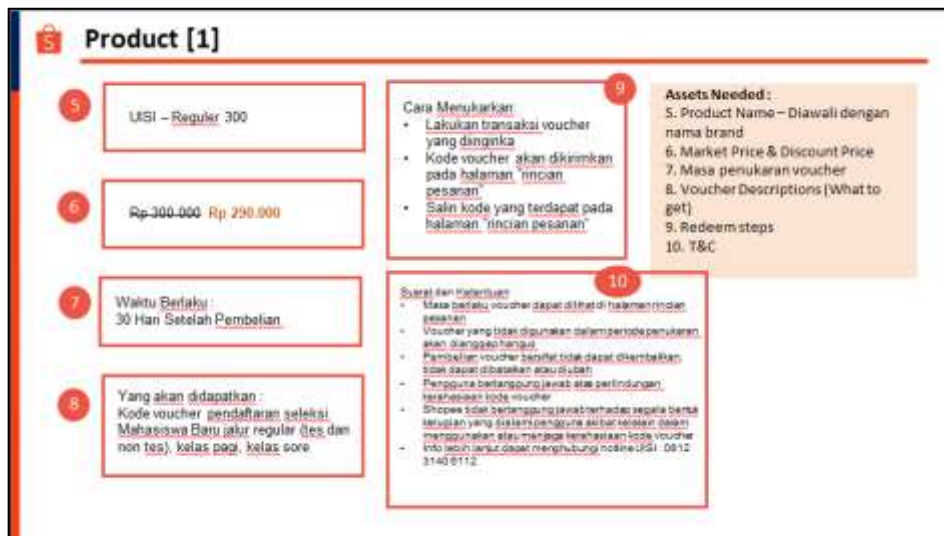 Product [1]
5
UISI – Reguler 300
6
Rp 300.000 Rp 290.000
7
Waktu Berlaku :
30 Hari Setelah Pembelian
8
Yang akan didapatkan :
Kode voucher pendaftaran seleksi
Mahasiswa Baru jalur regular (tes dan
non tes), kelas pagi, kelas sore
9
Cara Menukarkan:
• Lakukan transaksi voucher
yang diinginka
• Kode voucher akan dikirimkan
pada halaman "rincian
pesanan"
• Salin kode yang terdapat pada
halaman "rincian pesanan"
10
Syarat dan Ketentuan
• Masa berlaku voucher dapat dilihat di halaman rincian
pesanan
• Voucher yang tidak digunakan dalam periode penukaran
akan dianggap hangus
• Pembelian voucher bersifat tidak dapat dikembalikan,
tidak dapat dibatalkan atau diubah
• Pengguna bertanggung jawab atas perlindungan
kerahasiaan kode voucher
• Shopee tidak bertanggung jawab terhadap segala bentuk
kerugian yang dialami pengguna akibat kelalaian dalam
menggunakan atau menjaga kerahasiaan kode voucher
• Info lebih lanjut dapat menghubungi hotline UISI : 0812
3140 6112
Assets Needed :
5. Product Name – Diawali dengan
nama brand
6. Market Price & Discount Price
7. Masa penukaran voucher
8. Voucher Descriptions (What to
get)
9. Redeem steps
10. T&C